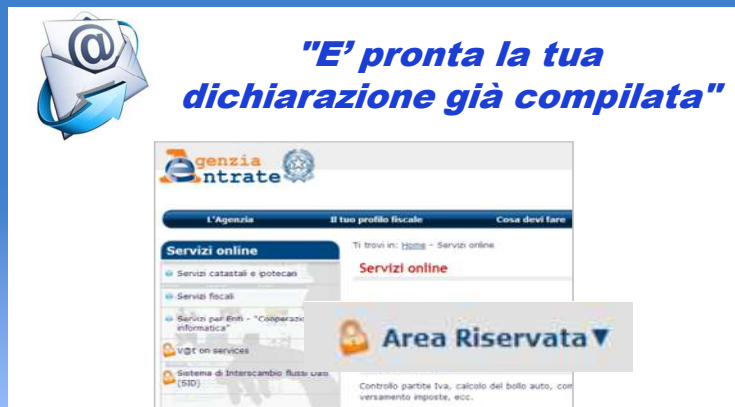 @
"E' pronta la tua
dichiarazione già compilata"
genzia
entrate
L'Agenzia Il tuo profilo fiscale Cosa devi fare
Servizi online
Ti trovi in: Home - Servizi online
Servizi online
Servizi catastali e ipotecari
Servizi fiscali
Servizi per Enti - "Cooperazio
informatica"
V@t on services
Sistema di Interscambio flussi Dati
(SID)
Area Riservata▼
Controllo partite Iva, calcolo del bollo auto, con
versamento imposte, ecc.